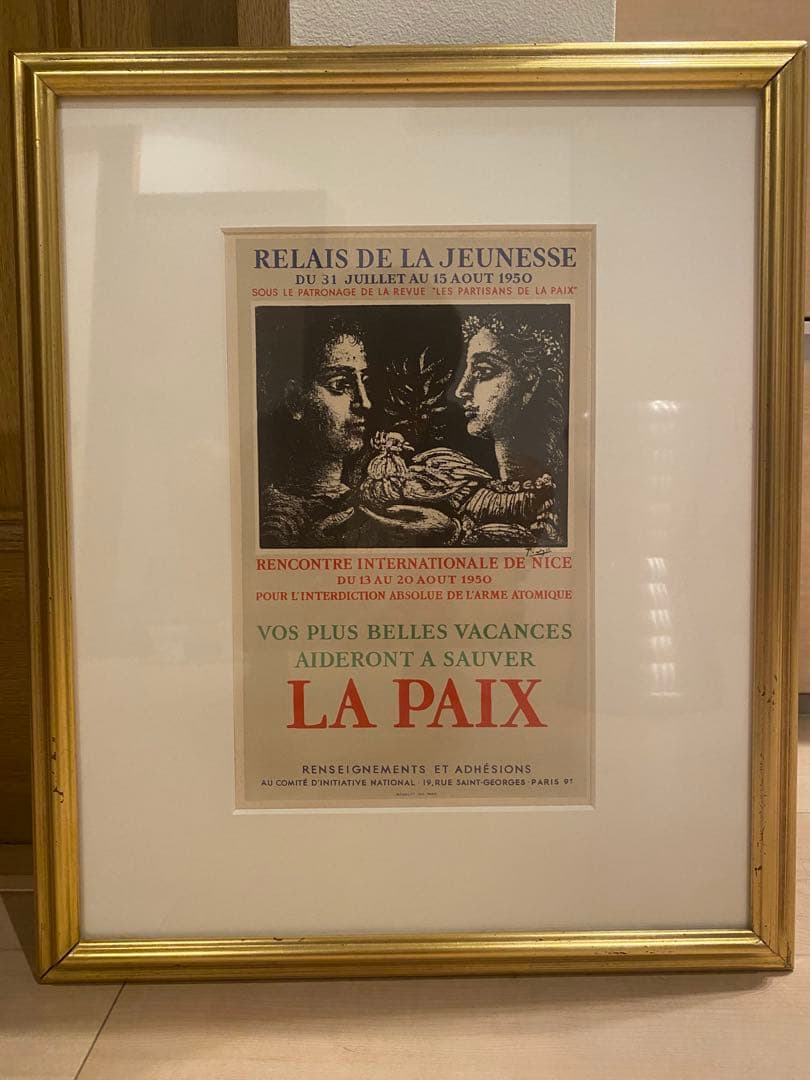 RELAIS DE LA JEUNESSE
DU 31 JUILLET AU 15 AOUT 1950
SOUS LE PATRONAGE DE LA REVUE "LES PARTISANS DE LA PAIX"
Picasso
RENCONTRE INTERNATIONALE DE NICE
DU 13 AU 20 AOUT 1950
POUR L'INTERDICTION ABSOLUE DE L'ARME ATOMIQUE
VOS PLUS BELLES VACANCES
AIDERONT A SAUVER
LA PAIX
RENSEIGNEMENTS ET ADHÉSIONS
AU COMITÉ D'INITIATIVE NATIONAL · 19, RUE SAINT-GEORGES - PARIS 9e